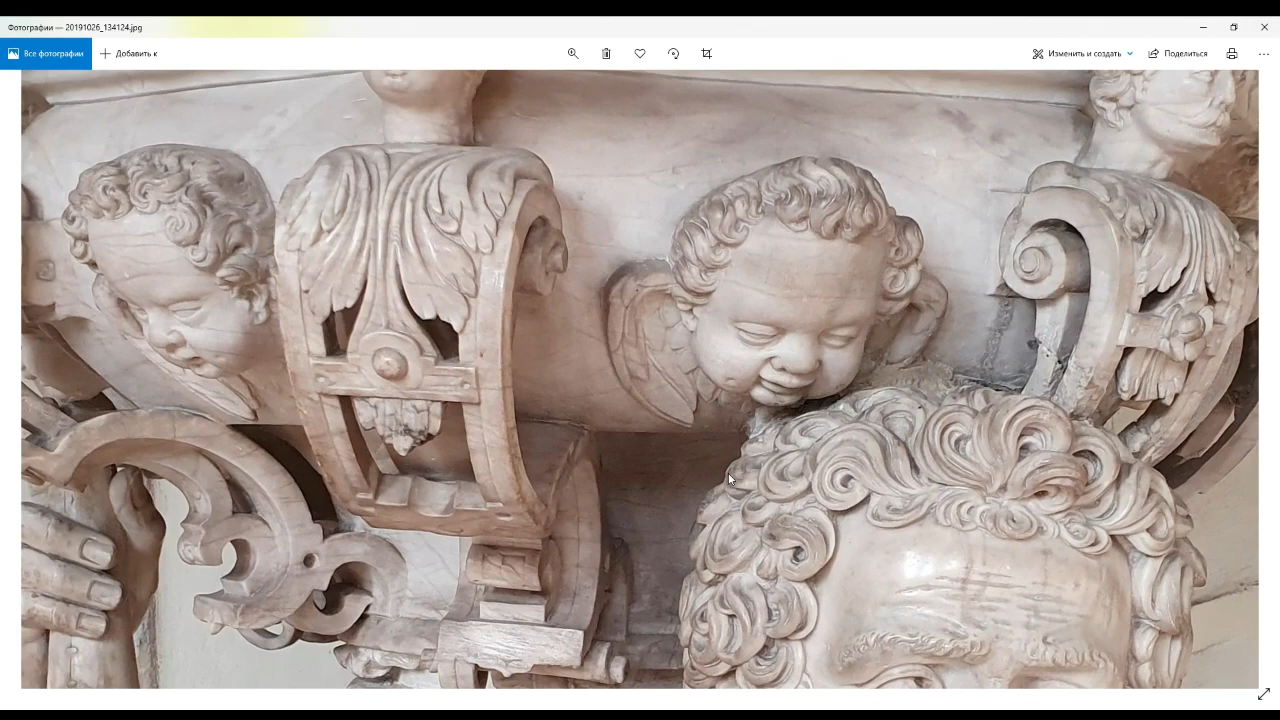 Фотографии — 20191026_134124.jpg
Все фотографии
Добавить к
Изменить и создать
Поделиться